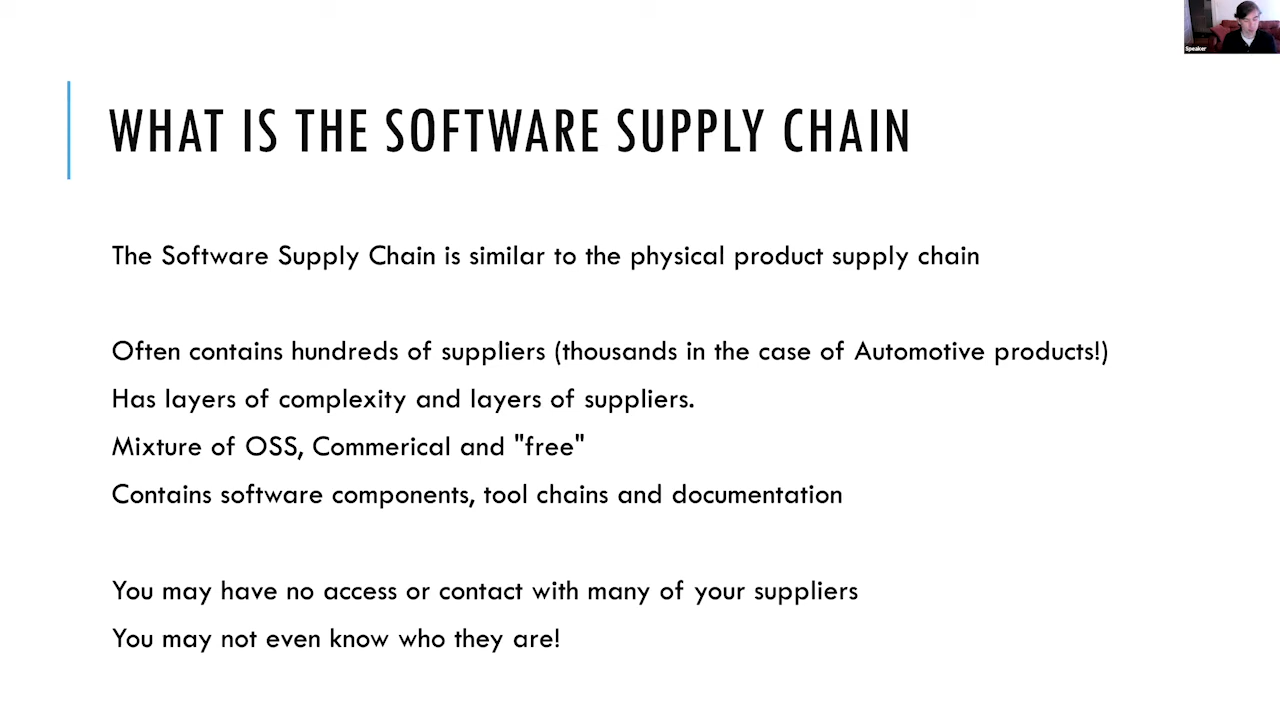 Speaker
WHAT IS THE SOFTWARE SUPPLY CHAIN
The Software Supply Chain is similar to the physical product supply chain
Often contains hundreds of suppliers (thousands in the case of Automotive products!)
Has layers of complexity and layers of suppliers.
Mixture of OSS, Commerical and "free"
Contains software components, tool chains and documentation
You may have no access or contact with many of your suppliers
You may not even know who they are!